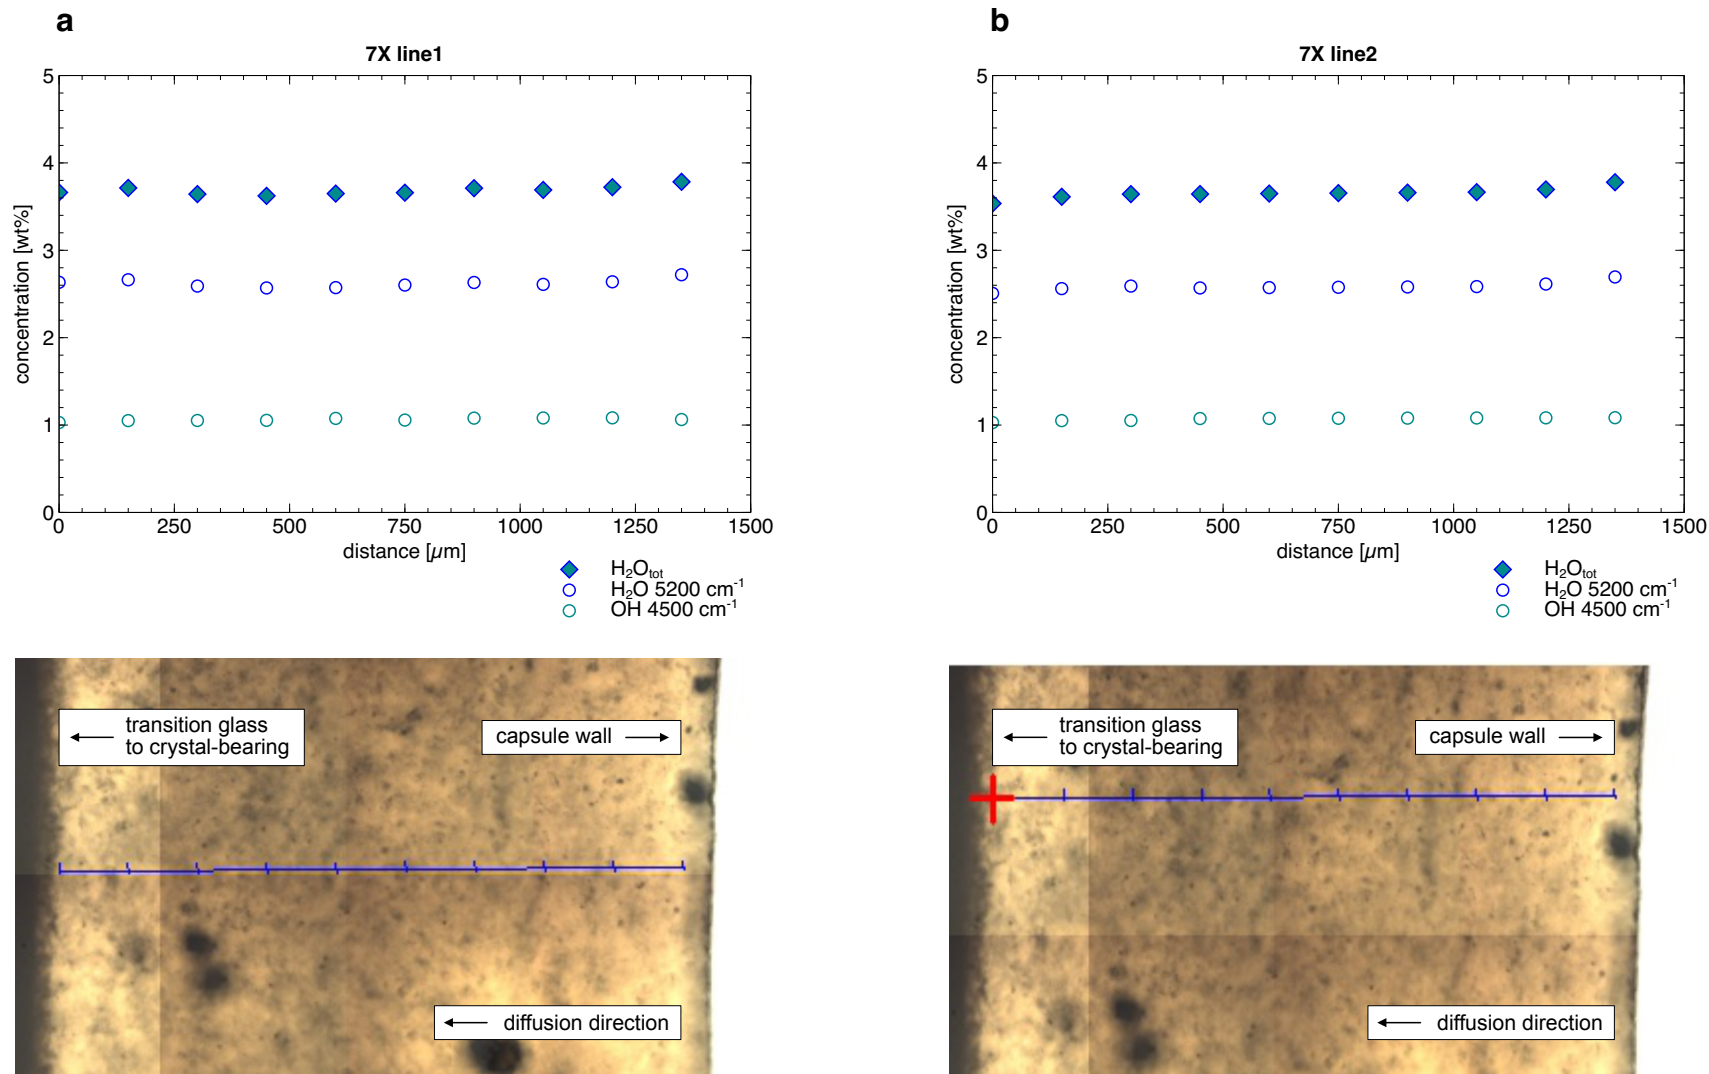 a
7X line1
5
4
3
2
1
0
concentration [wt%]
0 250 500 750 1000 1250 1500
distance [µm]
H₂Oₜₒₜ
H₂O 5200 cm⁻¹
OH 4500 cm⁻¹
transition glass
to crystal-bearing
capsule wall
diffusion direction
b
7X line2
5
4
3
2
1
0
concentration [wt%]
0 250 500 750 1000 1250 1500
distance [µm]
H₂Oₜₒₜ
H₂O 5200 cm⁻¹
OH 4500 cm⁻¹
transition glass
to crystal-bearing
capsule wall
diffusion direction